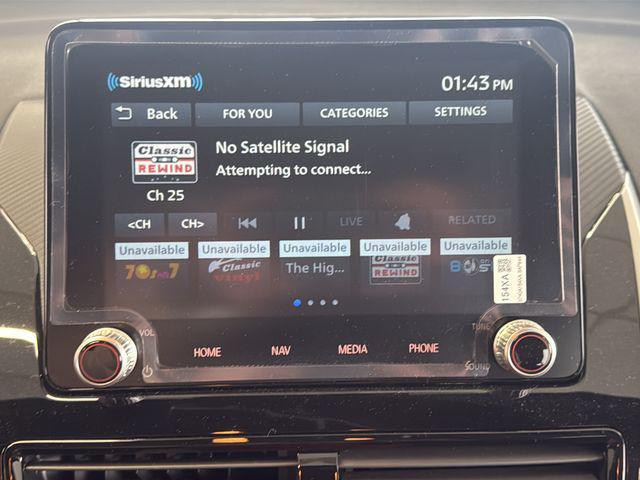 SiriusXM
01:43 PM
Back FOR YOU CATEGORIES SETTINGS
Classic REWIND
No Satellite Signal
Attempting to connect...
Ch 25
<CH CH> LIVE RELATED
Unavailable Unavailable Unavailable Unavailable Unavailable
70s on 7
Classic vinyl
The Hig...
Classic REWIND
VOL TUNE
HOME NAV MEDIA PHONE
SOUND
154XA